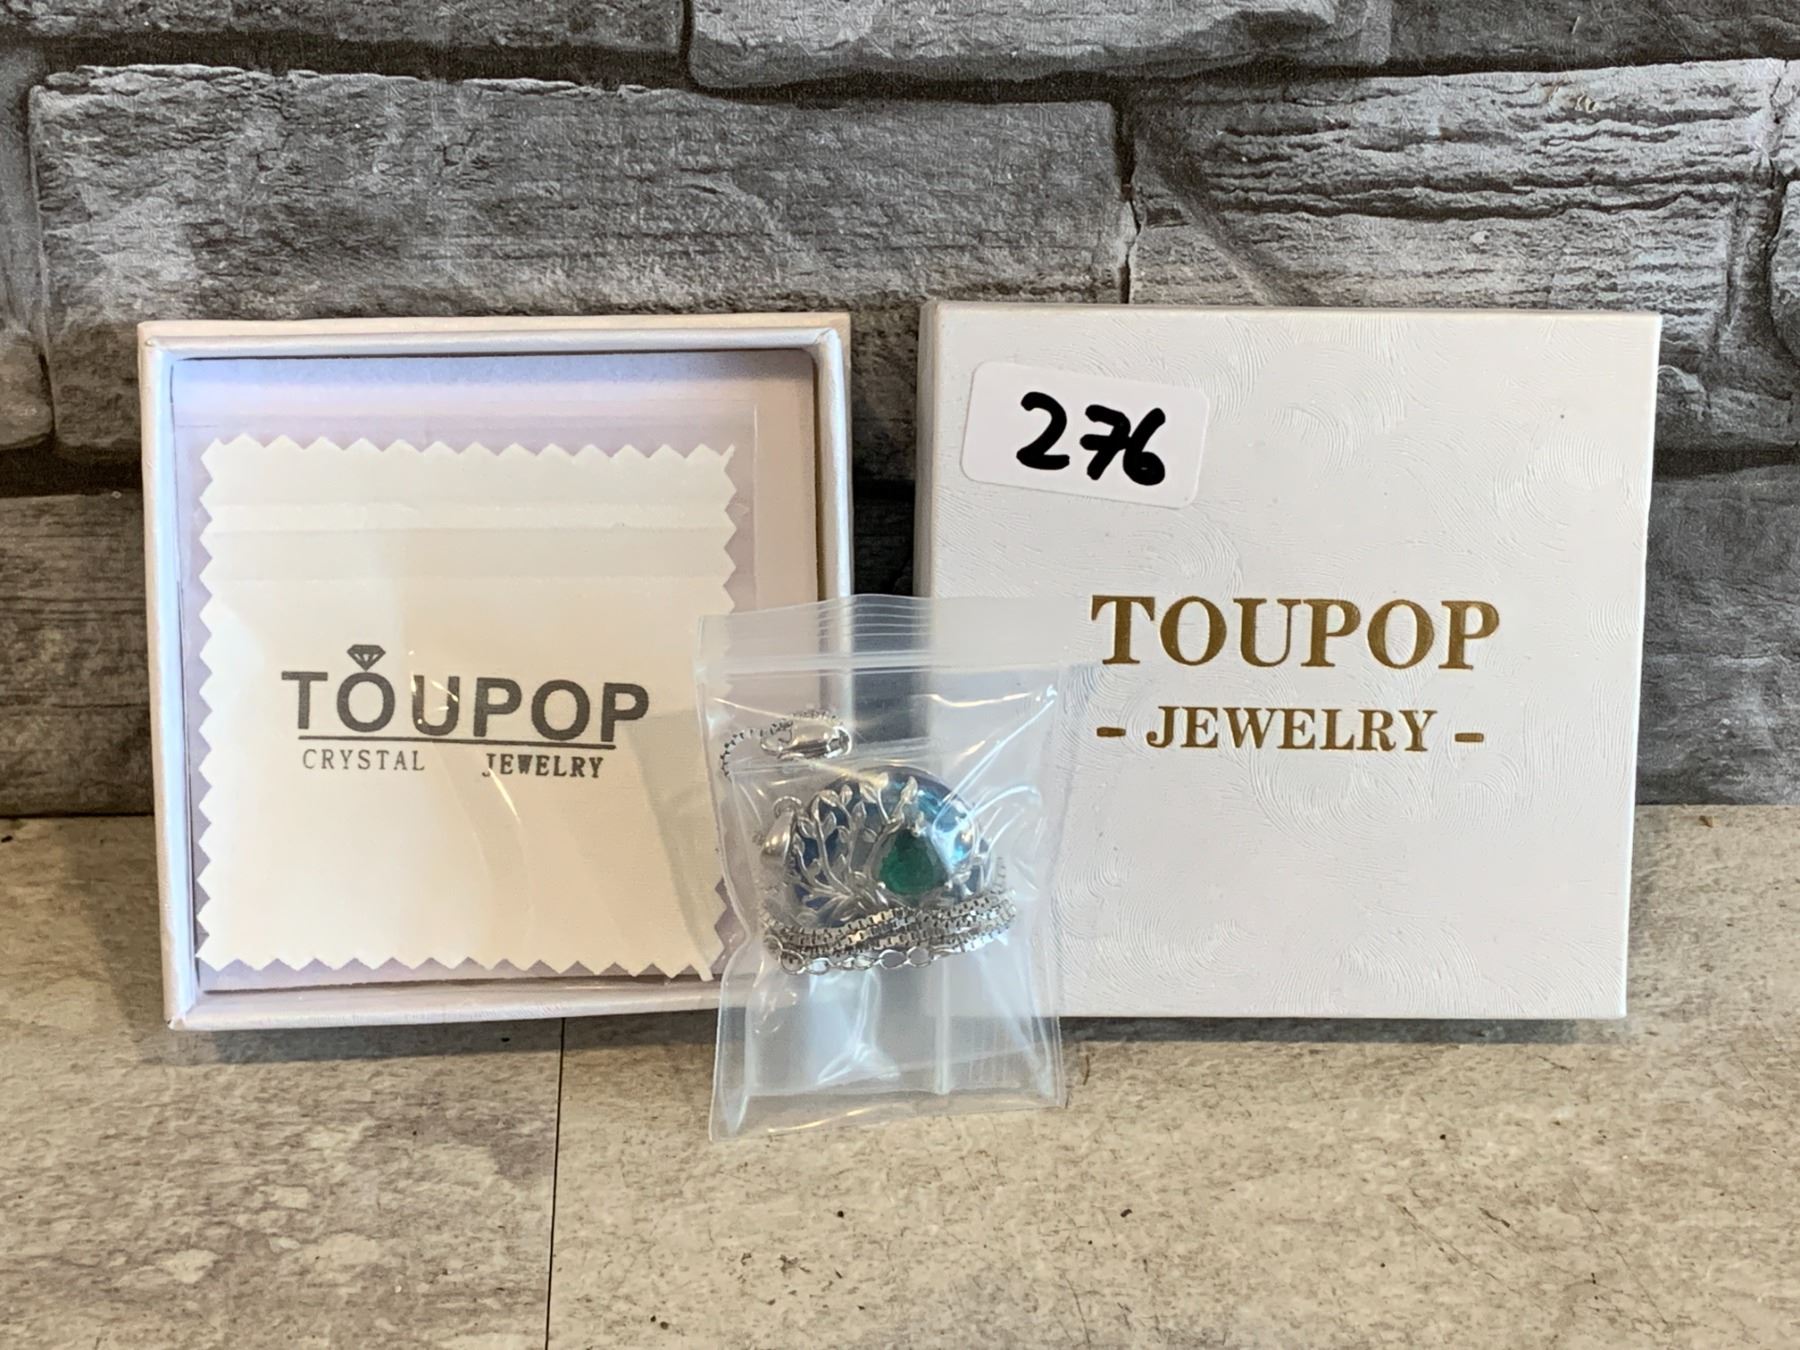 TOUPOP
CRYSTAL JEWELRY
276
TOUPOP
- JEWELRY -